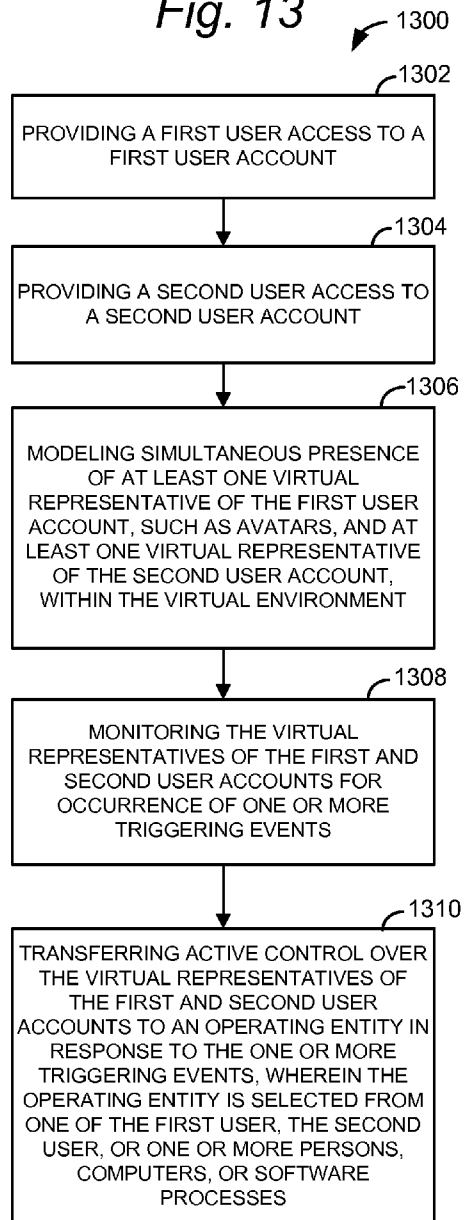 Fig. 13
1300
1302
PROVIDING A FIRST USER ACCESS TO A
FIRST USER ACCOUNT
1304
PROVIDING A SECOND USER ACCESS TO
A SECOND USER ACCOUNT
1306
MODELING SIMULTANEOUS PRESENCE
OF AT LEAST ONE VIRTUAL
REPRESENTATIVE OF THE FIRST USER
ACCOUNT, SUCH AS AVATARS, AND AT
LEAST ONE VIRTUAL REPRESENTATIVE
OF THE SECOND USER ACCOUNT,
WITHIN THE VIRTUAL ENVIRONMENT
1308
MONITORING THE VIRTUAL
REPRESENTATIVES OF THE FIRST AND
SECOND USER ACCOUNTS FOR
OCCURRENCE OF ONE OR MORE
TRIGGERING EVENTS
1310
TRANSFERRING ACTIVE CONTROL OVER
THE VIRTUAL REPRESENTATIVES OF
THE FIRST AND SECOND USER
ACCOUNTS TO AN OPERATING ENTITY IN
RESPONSE TO THE ONE OR MORE
TRIGGERING EVENTS, WHEREIN THE
OPERATING ENTITY IS SELECTED FROM
ONE OF THE FIRST USER, THE SECOND
USER, OR ONE OR MORE PERSONS,
COMPUTERS, OR SOFTWARE
PROCESSES